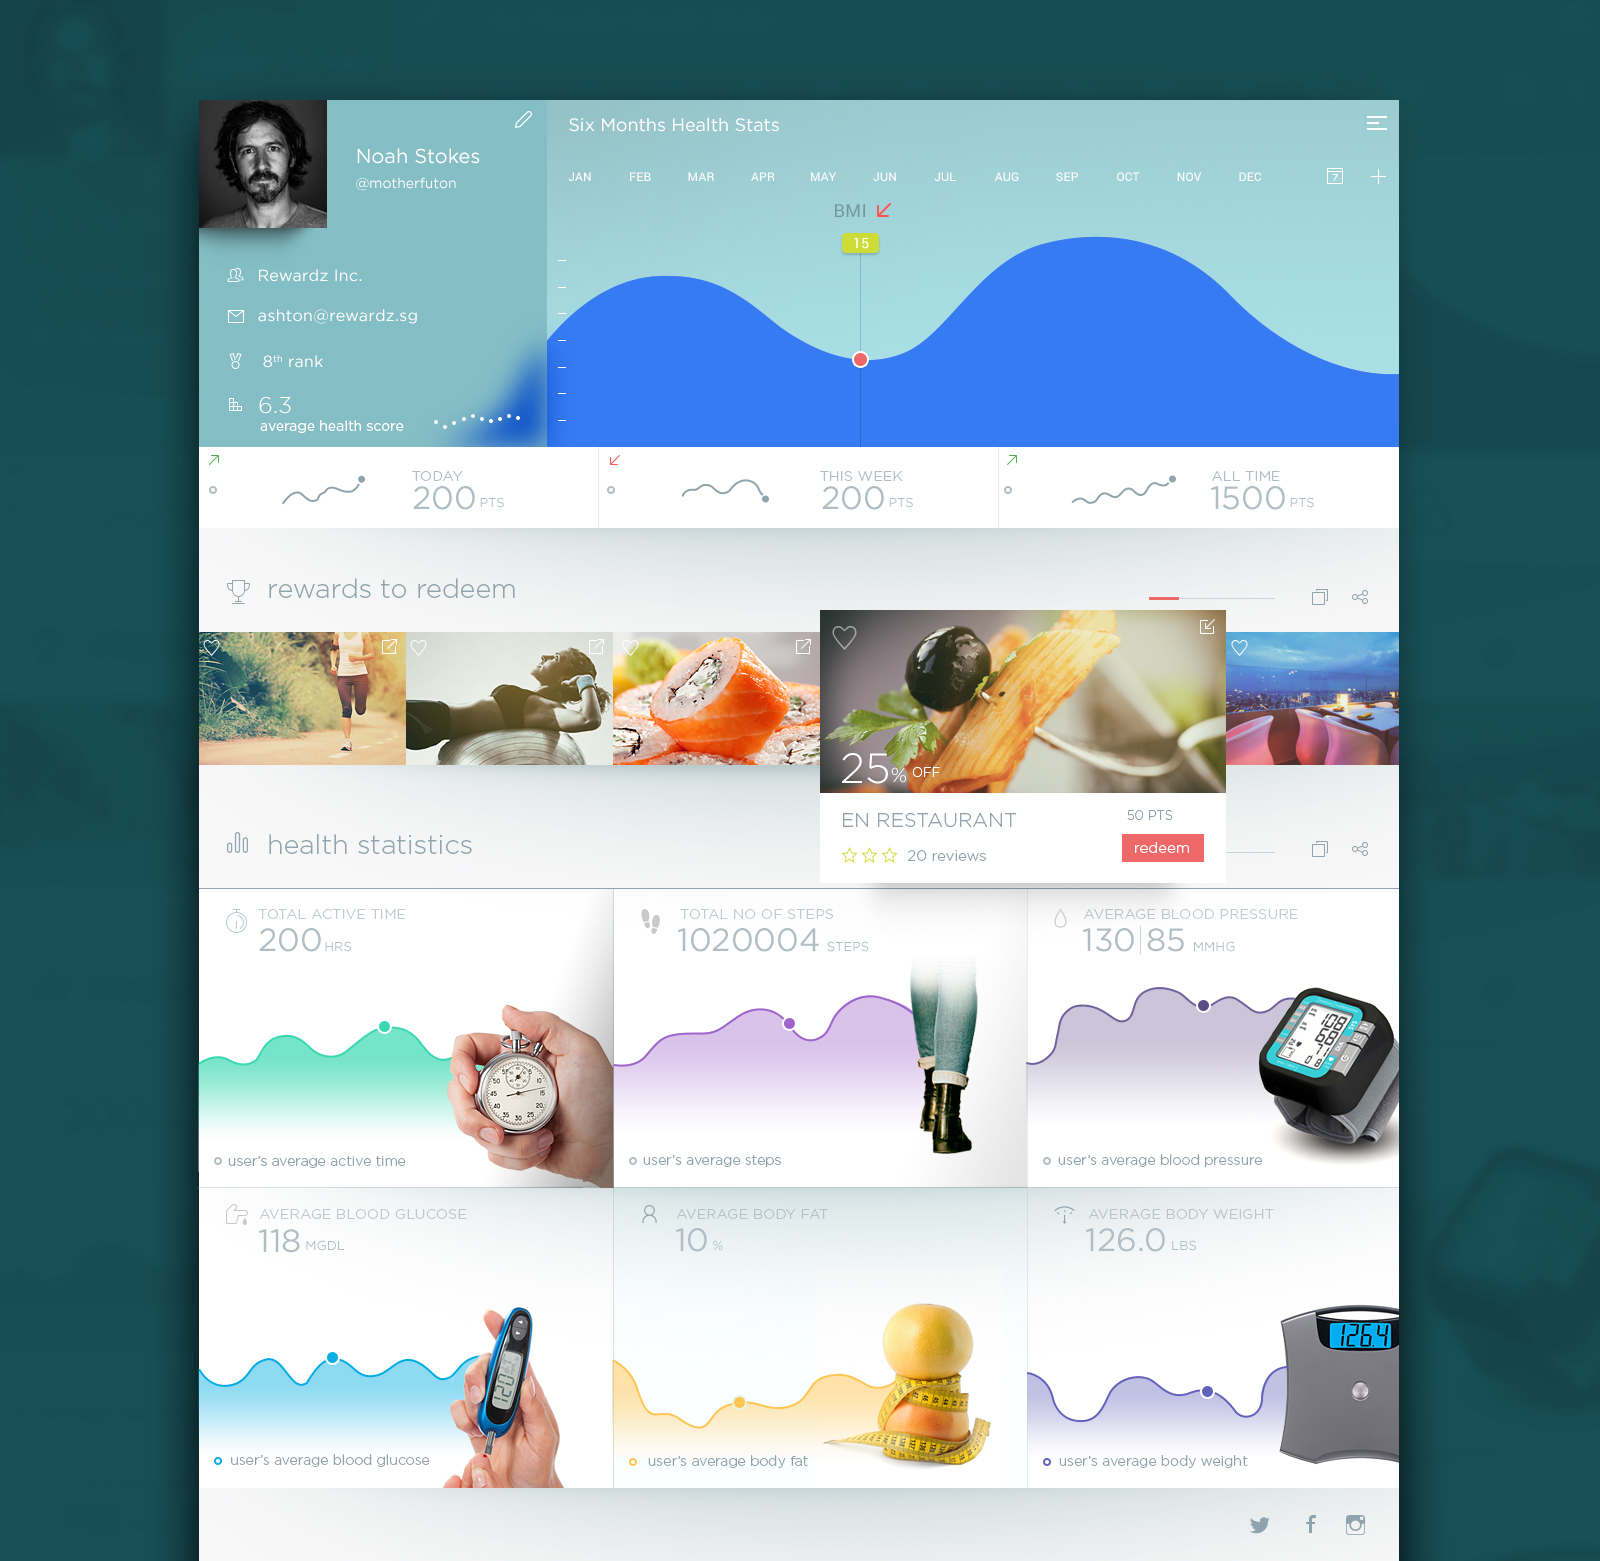 Noah Stokes
@motherfuton
Rewardz Inc.
ashton@rewardz.sg
8th rank
6.3
average health score
Six Months Health Stats
JAN FEB MAR APR MAY JUN JUL AUG SEP OCT NOV DEC
7
BMI
15
TODAY
200 PTS
THIS WEEK
200 PTS
ALL TIME
1500 PTS
rewards to redeem
25% OFF
EN RESTAURANT
50 PTS
20 reviews
redeem
health statistics
TOTAL ACTIVE TIME
200 HRS
user's average active time
TOTAL NO OF STEPS
1020004 STEPS
user's average steps
AVERAGE BLOOD PRESSURE
130|85 MMHG
user's average blood pressure
AVERAGE BLOOD GLUCOSE
118 MGDL
user's average blood glucose
AVERAGE BODY FAT
10 %
user's average body fat
AVERAGE BODY WEIGHT
126.0 LBS
126.4
user's average body weight